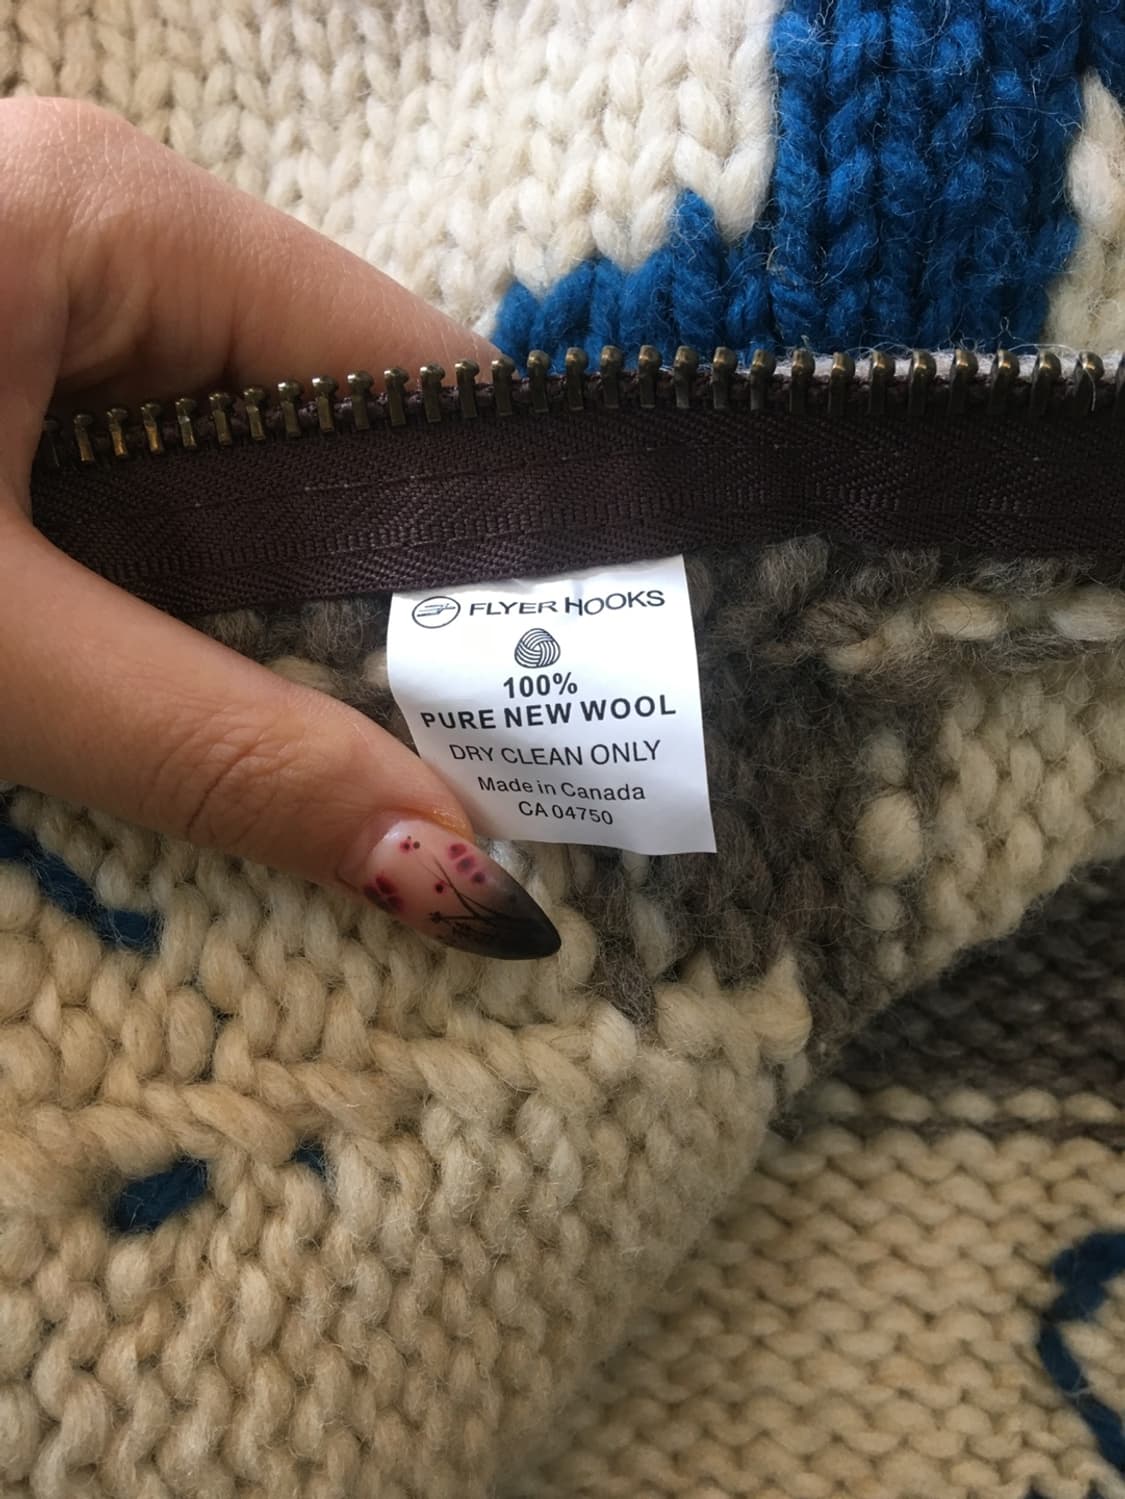 FLYER HOOKS
100%
PURE NEW WOOL
DRY CLEAN ONLY
Made in Canada
CA 04750